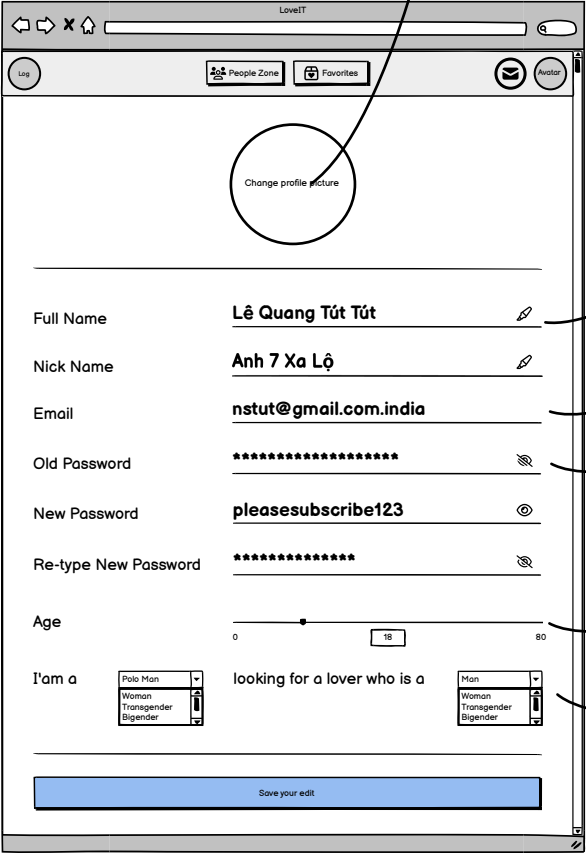 LoveIT
Log
People Zone
Favorites
Avatar
Change profile picture
Full Name
Lê Quang Tút Tút
Nick Name
Anh 7 Xa Lộ
Email
nstut@gmail.com.india
Old Password
*******************
New Password
pleasesubscribe123
Re-type New Password
**************
Age
0 18 80
I'am a
Polo Man
Woman
Transgender
Bigender
looking for a lover who is a
Man
Woman
Transgender
Bigender
Save your edit